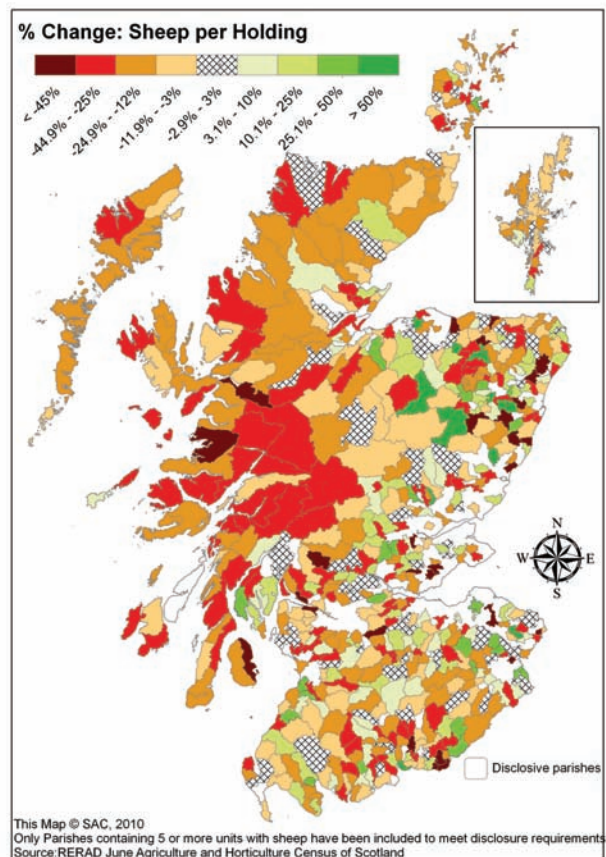 % Change: Sheep per Holding
< -45%
-44.9% - -25%
-24.9% - -12%
-11.9% - -3%
-2.9% - 3%
3.1% - 10%
10.1% - 25%
25.1% - 50%
> 50%
N
W E
S
Disclosive parishes
This Map © SAC, 2010
Only Parishes containing 5 or more units with sheep have been included to meet disclosure requirements
Source:RERAD June Agriculture and Horticulture Census of Scotland